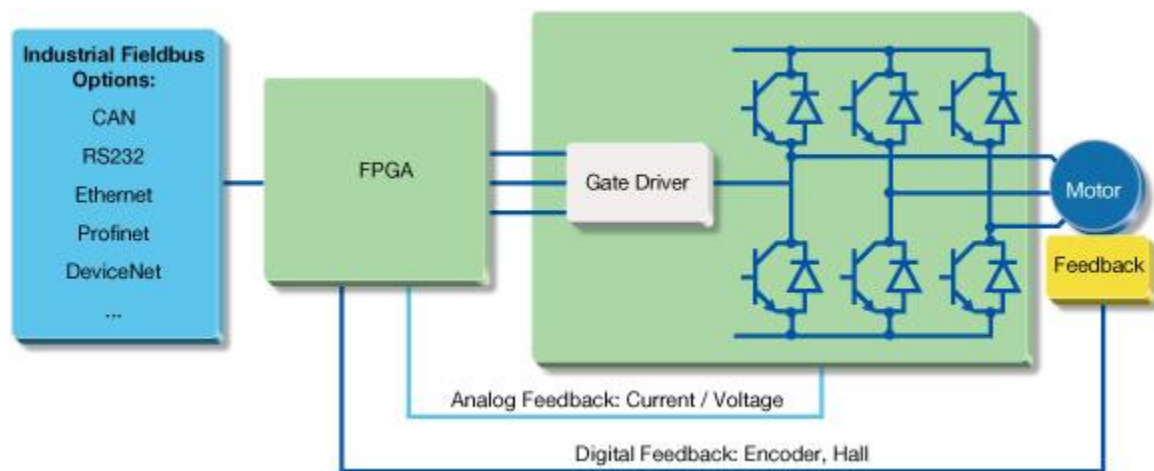 Industrial Fieldbus
Options:
CAN
RS232
Ethernet
Profinet
DeviceNet
...
FPGA
Gate Driver
Motor
Feedback
Analog Feedback: Current / Voltage
Digital Feedback: Encoder, Hall